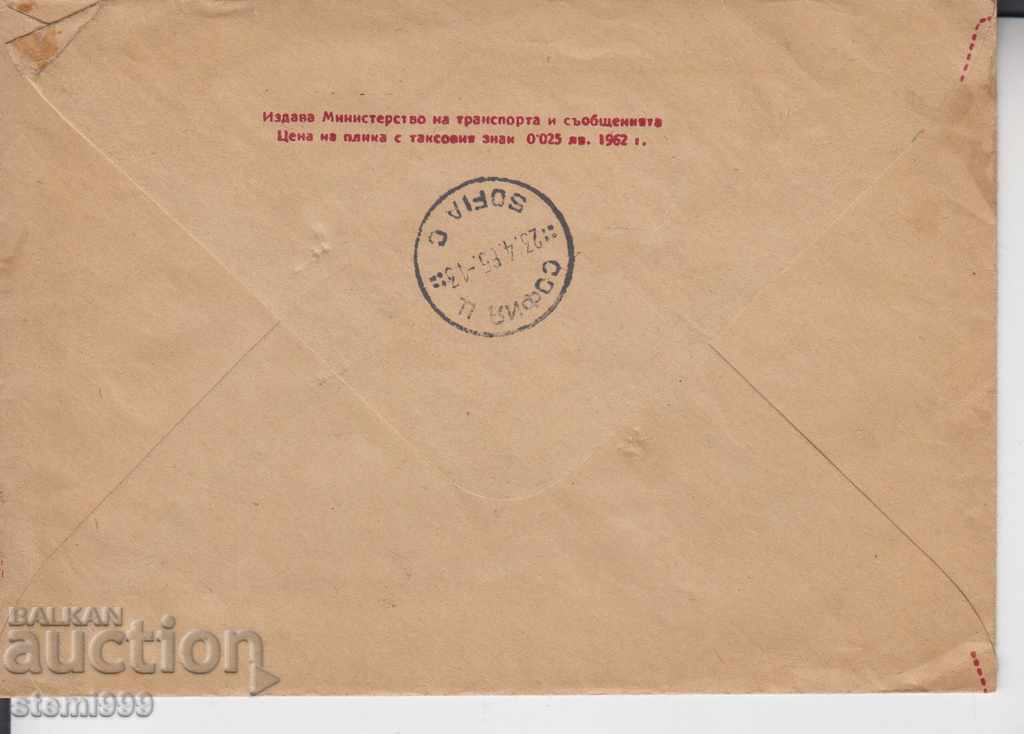 Издава Министерство на транспорта и съобщенията
Цена на плика с таксовия знак 0'025 лв. 1962 г.
SOFIA C
23.4.65.-13
СОФИЯ Ц
BALKAN
auction
stemi999